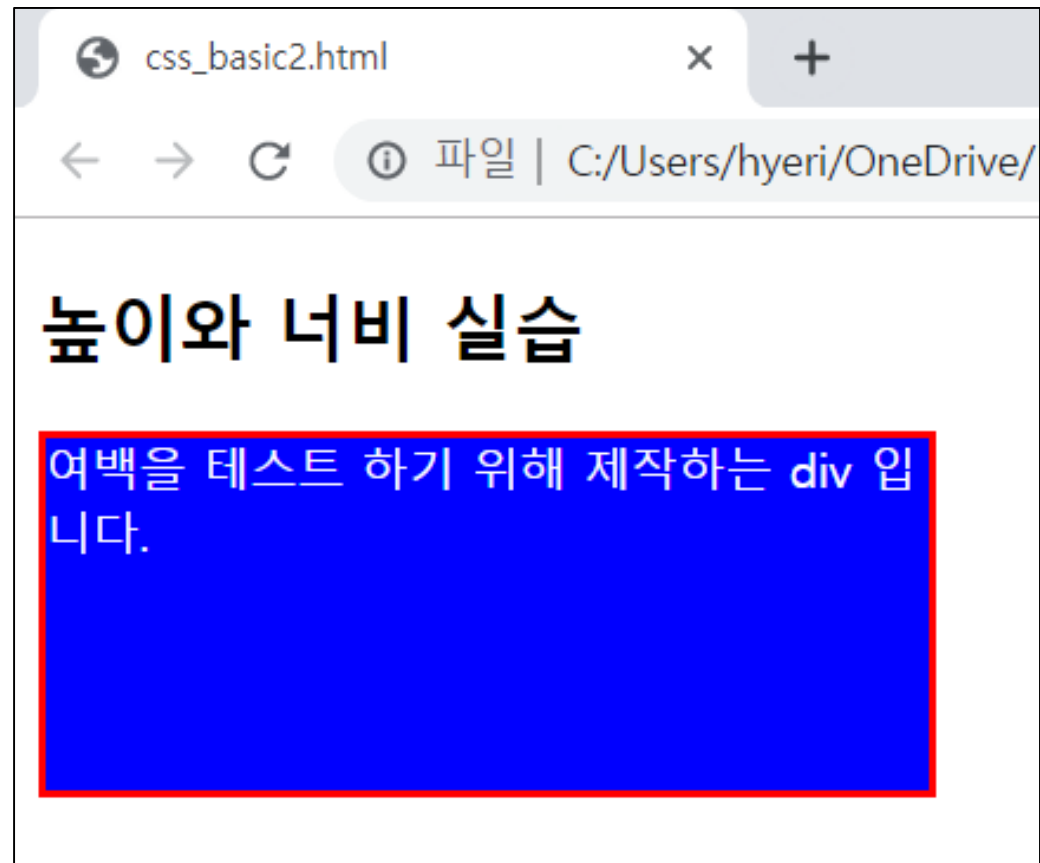 css_basic2.html
파일 | C:/Users/hyeri/OneDrive/
높이와 너비 실습
여백을 테스트 하기 위해 제작하는 div 입
니다.